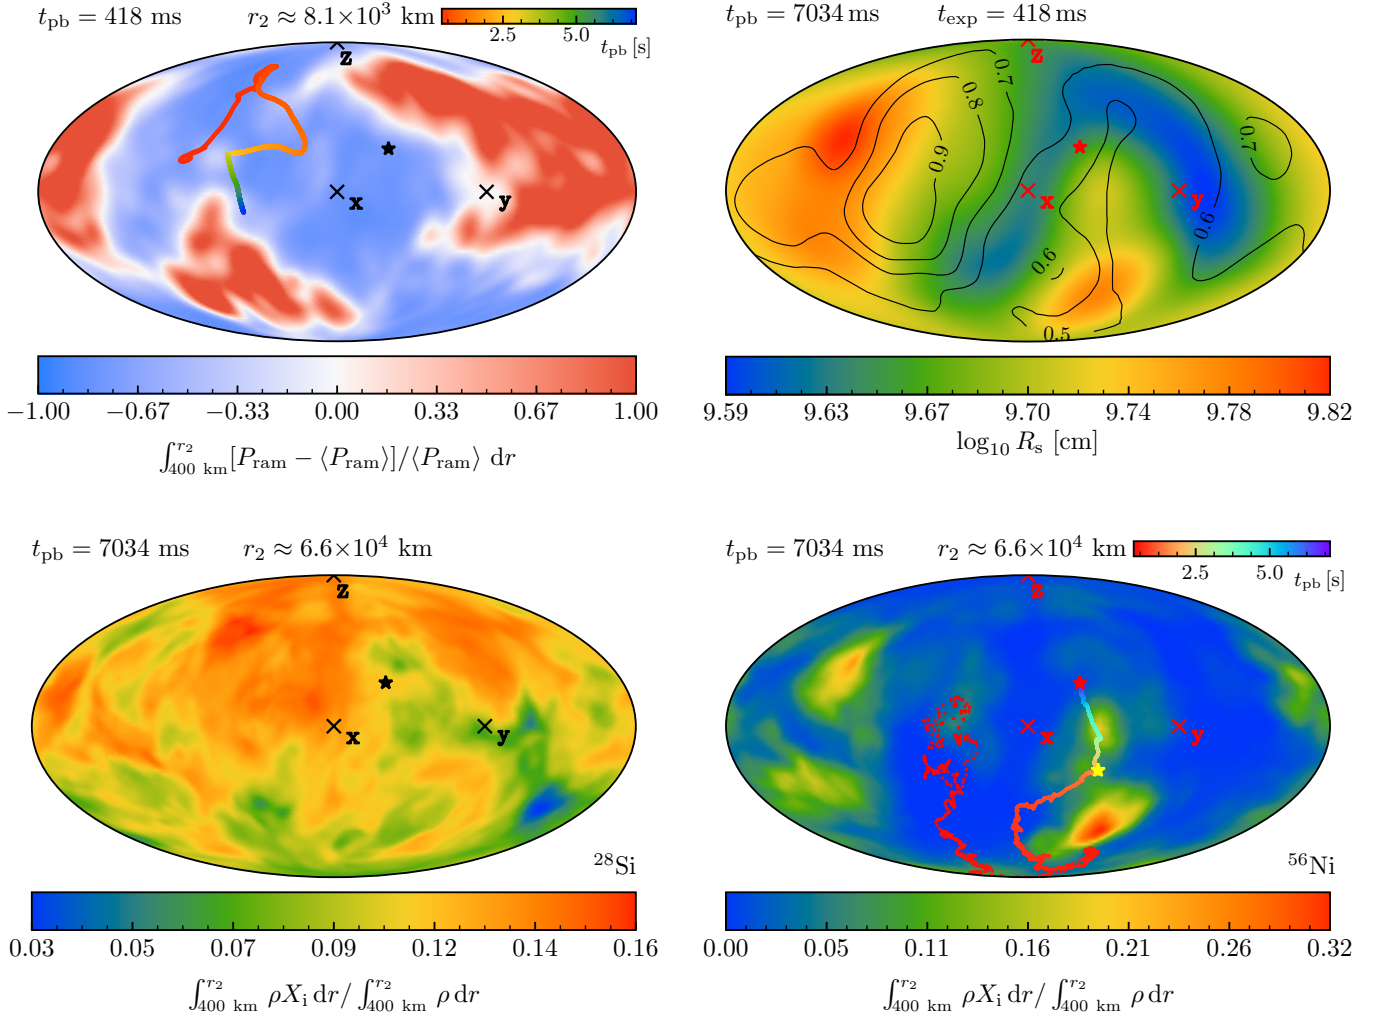 t_pb = 418 ms r_2 ≈ 8.1×10^3 km
2.5 5.0 t_pb [s]
z
x
y
−1.00 −0.67 −0.33 0.00 0.33 0.67 1.00
∫_{400 km}^{r_2} [P_ram − ⟨P_ram⟩]/⟨P_ram⟩ dr
t_pb = 7034 ms t_exp = 418 ms
z
0.7
0.8
0.9
0.7
x
y
0.6
0.6
0.5
9.59 9.63 9.67 9.70 9.74 9.78 9.82
log_10 R_s [cm]
t_pb = 7034 ms r_2 ≈ 6.6×10^4 km
z
x
y
^28Si
0.03 0.05 0.07 0.09 0.12 0.14 0.16
∫_{400 km}^{r_2} ρX_i dr/ ∫_{400 km}^{r_2} ρ dr
t_pb = 7034 ms r_2 ≈ 6.6×10^4 km
2.5 5.0 t_pb [s]
z
x
y
^56Ni
0.00 0.05 0.11 0.16 0.21 0.26 0.32
∫_{400 km}^{r_2} ρX_i dr/ ∫_{400 km}^{r_2} ρ dr